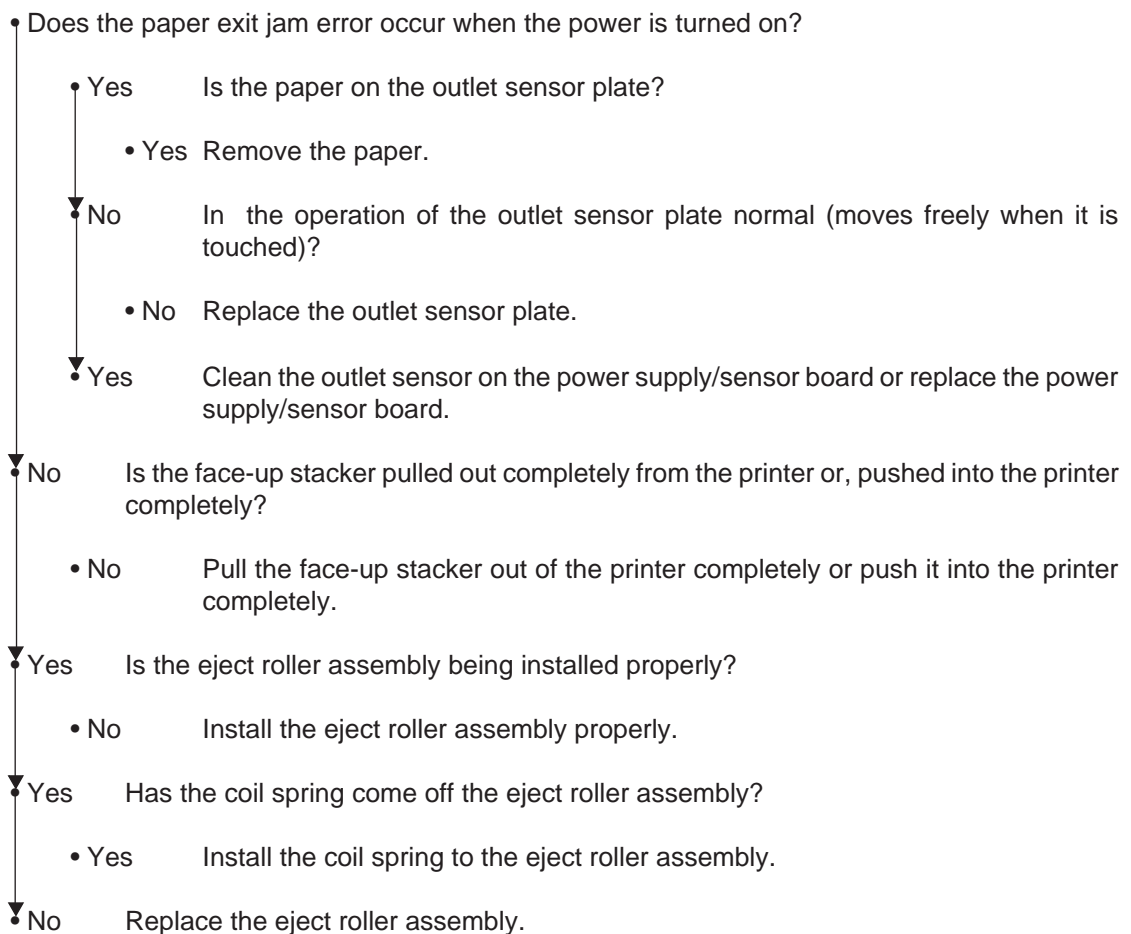 • Does the paper exit jam error occur when the power is turned on?
• Yes Is the paper on the outlet sensor plate?
• Yes Remove the paper.
• No In the operation of the outlet sensor plate normal (moves freely when it is
touched)?
• No Replace the outlet sensor plate.
• Yes Clean the outlet sensor on the power supply/sensor board or replace the power
supply/sensor board.
• No Is the face-up stacker pulled out completely from the printer or, pushed into the printer
completely?
• No Pull the face-up stacker out of the printer completely or push it into the printer
completely.
• Yes Is the eject roller assembly being installed properly?
• No Install the eject roller assembly properly.
• Yes Has the coil spring come off the eject roller assembly?
• Yes Install the coil spring to the eject roller assembly.
• No Replace the eject roller assembly.